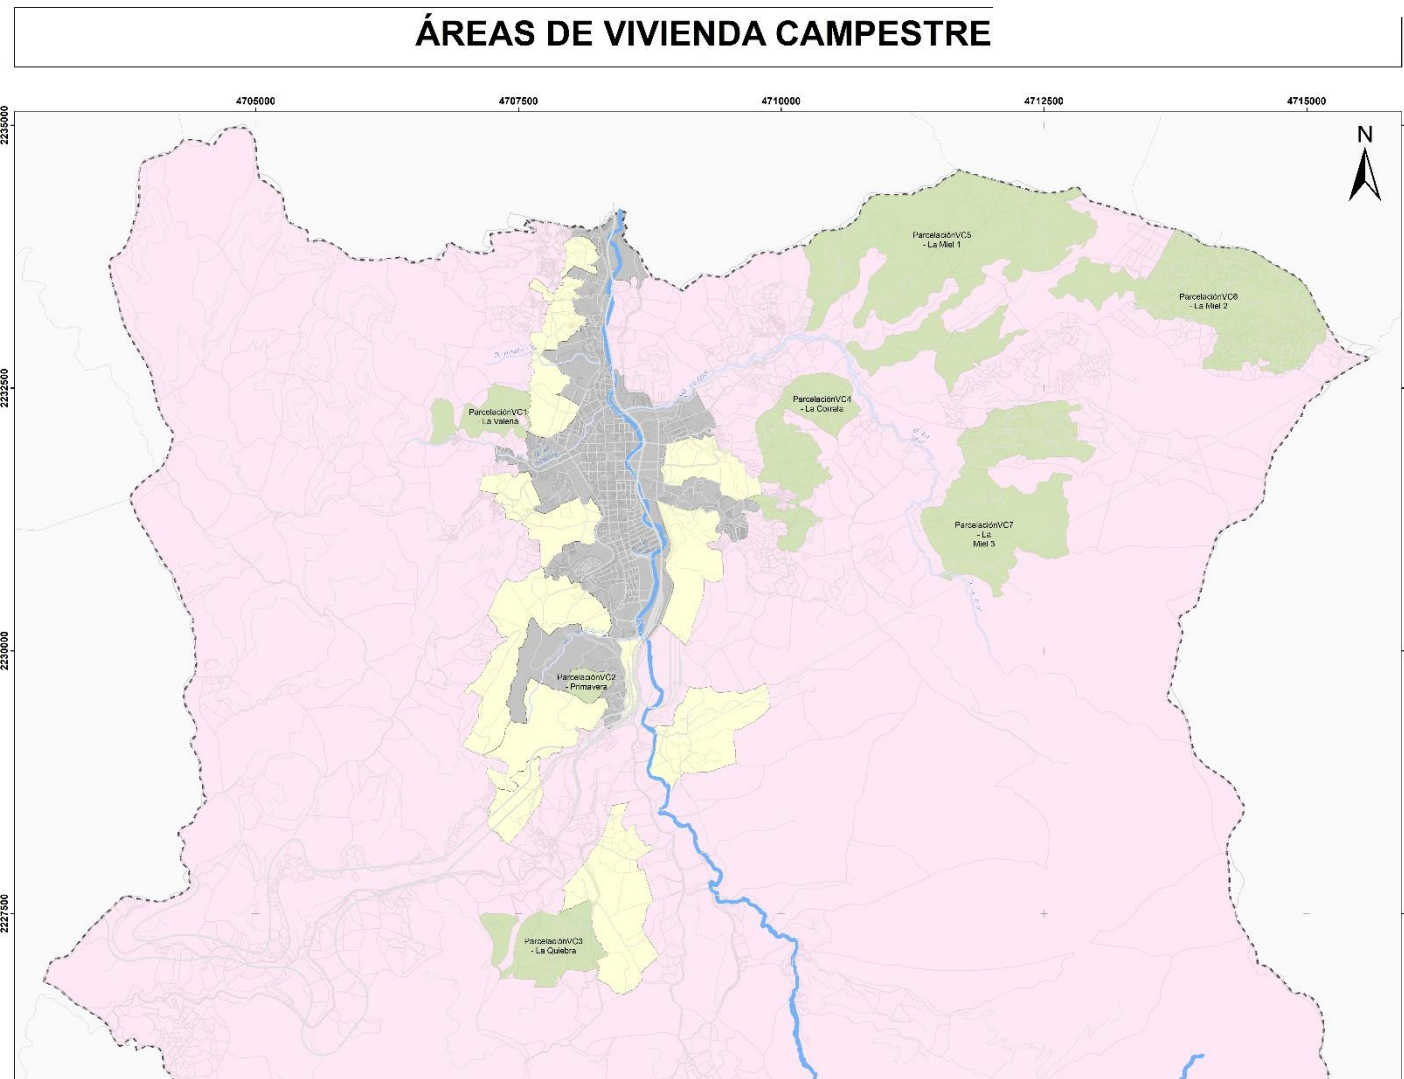 ÁREAS DE VIVIENDA CAMPESTRE
4705000
4707500
4710000
4712500
4715000
2235000
N
ParcelaciónVC5
- La Miel 1
ParcelaciónVC6
- La Miel 2
2232500
ParcelaciónVC1
- La Valeria
ParcelaciónVC4
- La Corrala
ParcelaciónVC7
- La
Miel 3
2230000
ParcelaciónVC2
- Primavera
2227500
ParcelaciónVC3
- La Quiebra